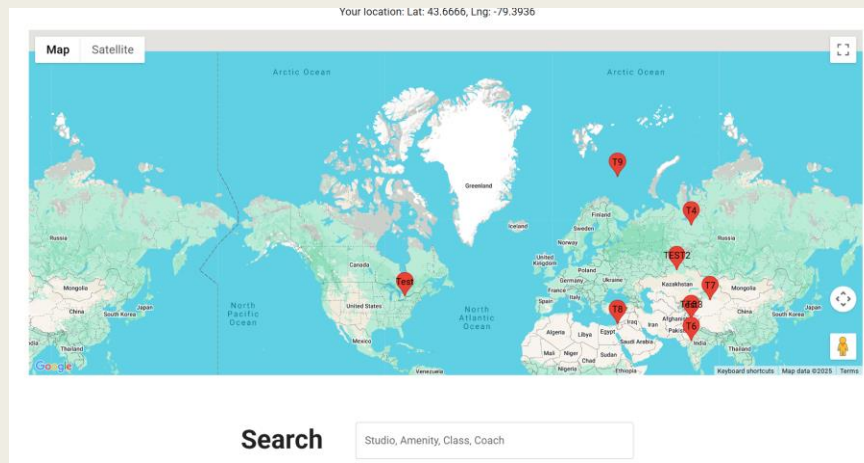 Your location: Lat: 43.6666, Lng: -79.3936
Map
Satellite
Arctic Ocean
Arctic Ocean
Greenland
T9
Iceland
Finland
Sweden
Norway
T4
Russia
Russia
Canada
United Kingdom
Poland
Germany
Ukraine
France
Italy
Spain
TEST2
Kazakhstan
Mongolia
Mongolia
T7
Test
United States
China
China
South Korea
South Korea
Japan
Japan
North
Pacific
Ocean
North
Atlantic
Ocean
T8
Iraq
Iran
T6
India
Algeria
Libya
Egypt
Saudi Arabia
Mexico
Mali
Niger
Chad
Sudan
Nigeria
Ethiopia
Thailand
Thailand
Venezuela
Google
Keyboard shortcuts
Map data ©2025
Terms
Search
Studio, Amenity, Class, Coach